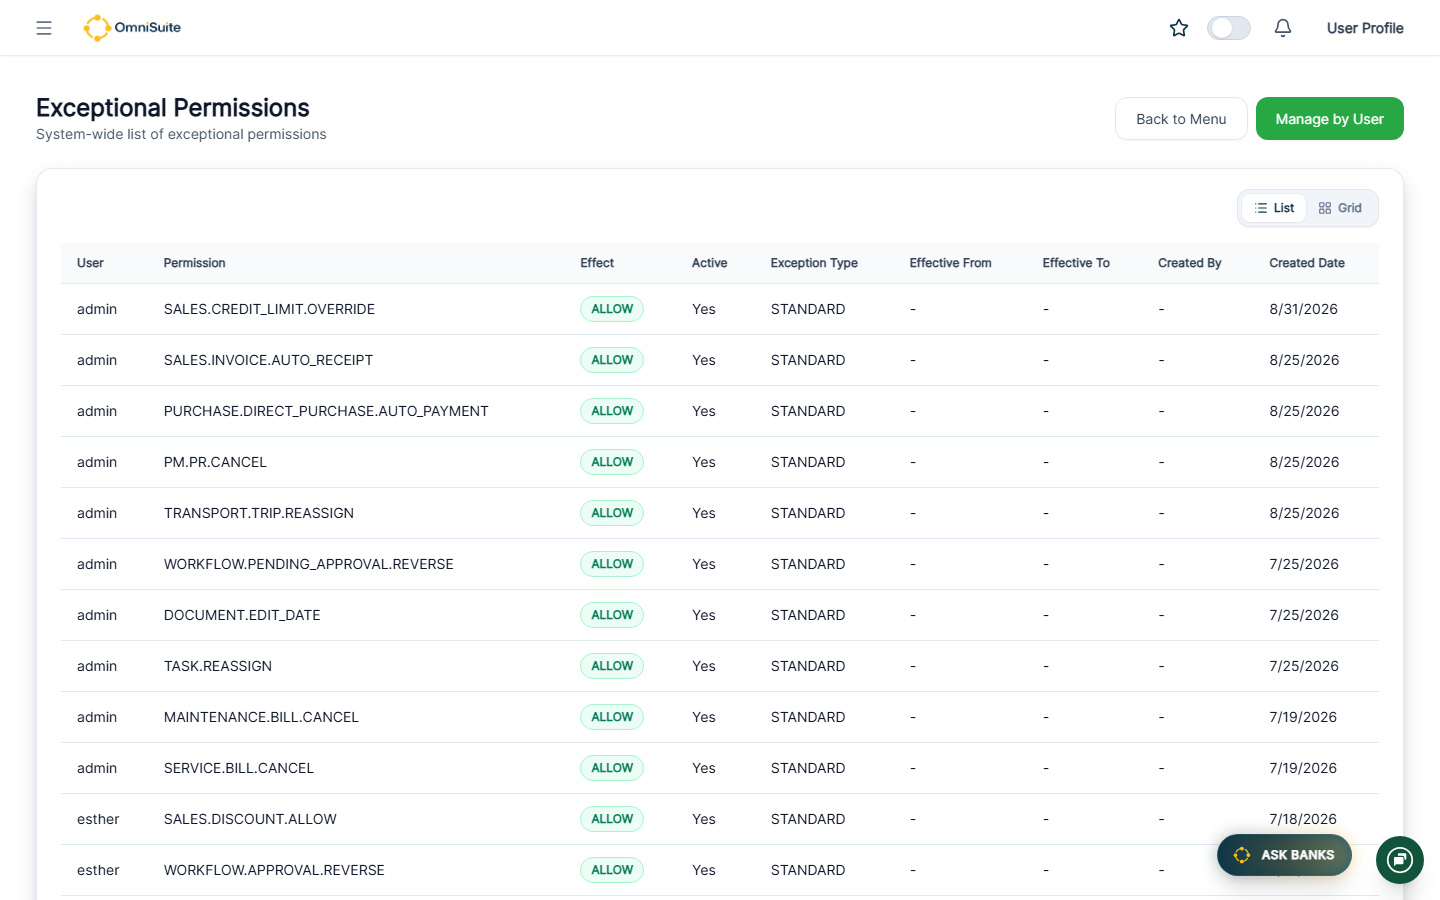 OmniSuite
User Profile
Exceptional Permissions
System-wide list of exceptional permissions
Back to Menu
Manage by User
List
Grid
User Permission Effect Active Exception Type Effective From Effective To Created By Created Date
admin SALES.CREDIT_LIMIT.OVERRIDE ALLOW Yes STANDARD - - - 8/31/2026
admin SALES.INVOICE.AUTO_RECEIPT ALLOW Yes STANDARD - - - 8/25/2026
admin PURCHASE.DIRECT_PURCHASE.AUTO_PAYMENT ALLOW Yes STANDARD - - - 8/25/2026
admin PM.PR.CANCEL ALLOW Yes STANDARD - - - 8/25/2026
admin TRANSPORT.TRIP.REASSIGN ALLOW Yes STANDARD - - - 8/25/2026
admin WORKFLOW.PENDING_APPROVAL.REVERSE ALLOW Yes STANDARD - - - 7/25/2026
admin DOCUMENT.EDIT_DATE ALLOW Yes STANDARD - - - 7/25/2026
admin TASK.REASSIGN ALLOW Yes STANDARD - - - 7/25/2026
admin MAINTENANCE.BILL.CANCEL ALLOW Yes STANDARD - - - 7/19/2026
admin SERVICE.BILL.CANCEL ALLOW Yes STANDARD - - - 7/19/2026
esther SALES.DISCOUNT.ALLOW ALLOW Yes STANDARD - - - 7/18/2026
esther WORKFLOW.APPROVAL.REVERSE ALLOW Yes STANDARD - - -
ASK BANKS